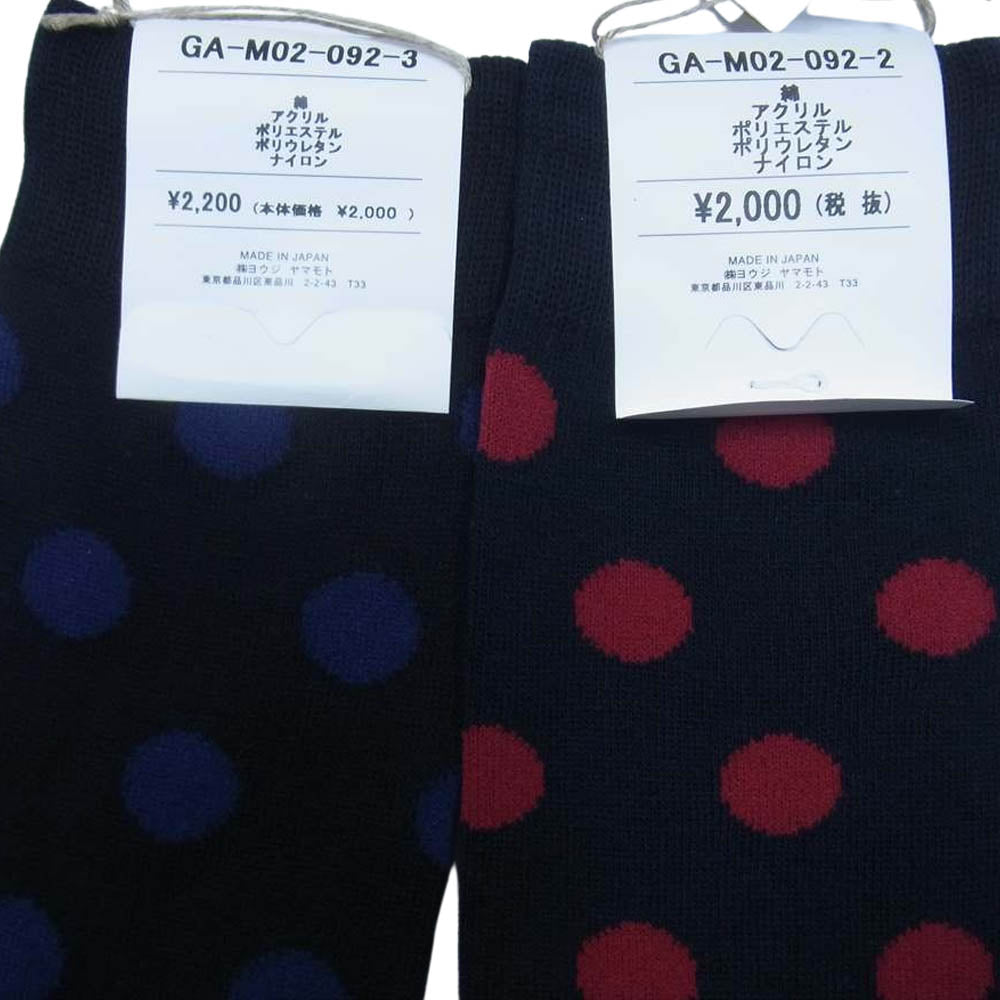 GA-M02-092-3
綿
アクリル
ポリエステル
ポリウレタン
ナイロン
¥2,200 (本体価格 ¥2,000 )
MADE IN JAPAN
㈱ヨウジ ヤマモト
東京都品川区東品川 2-2-43 T33
GA-M02-092-2
綿
アクリル
ポリエステル
ポリウレタン
ナイロン
¥2,000 (税 抜)
MADE IN JAPAN
㈱ヨウジ ヤマモト
東京都品川区東品川 2-2-43 T33